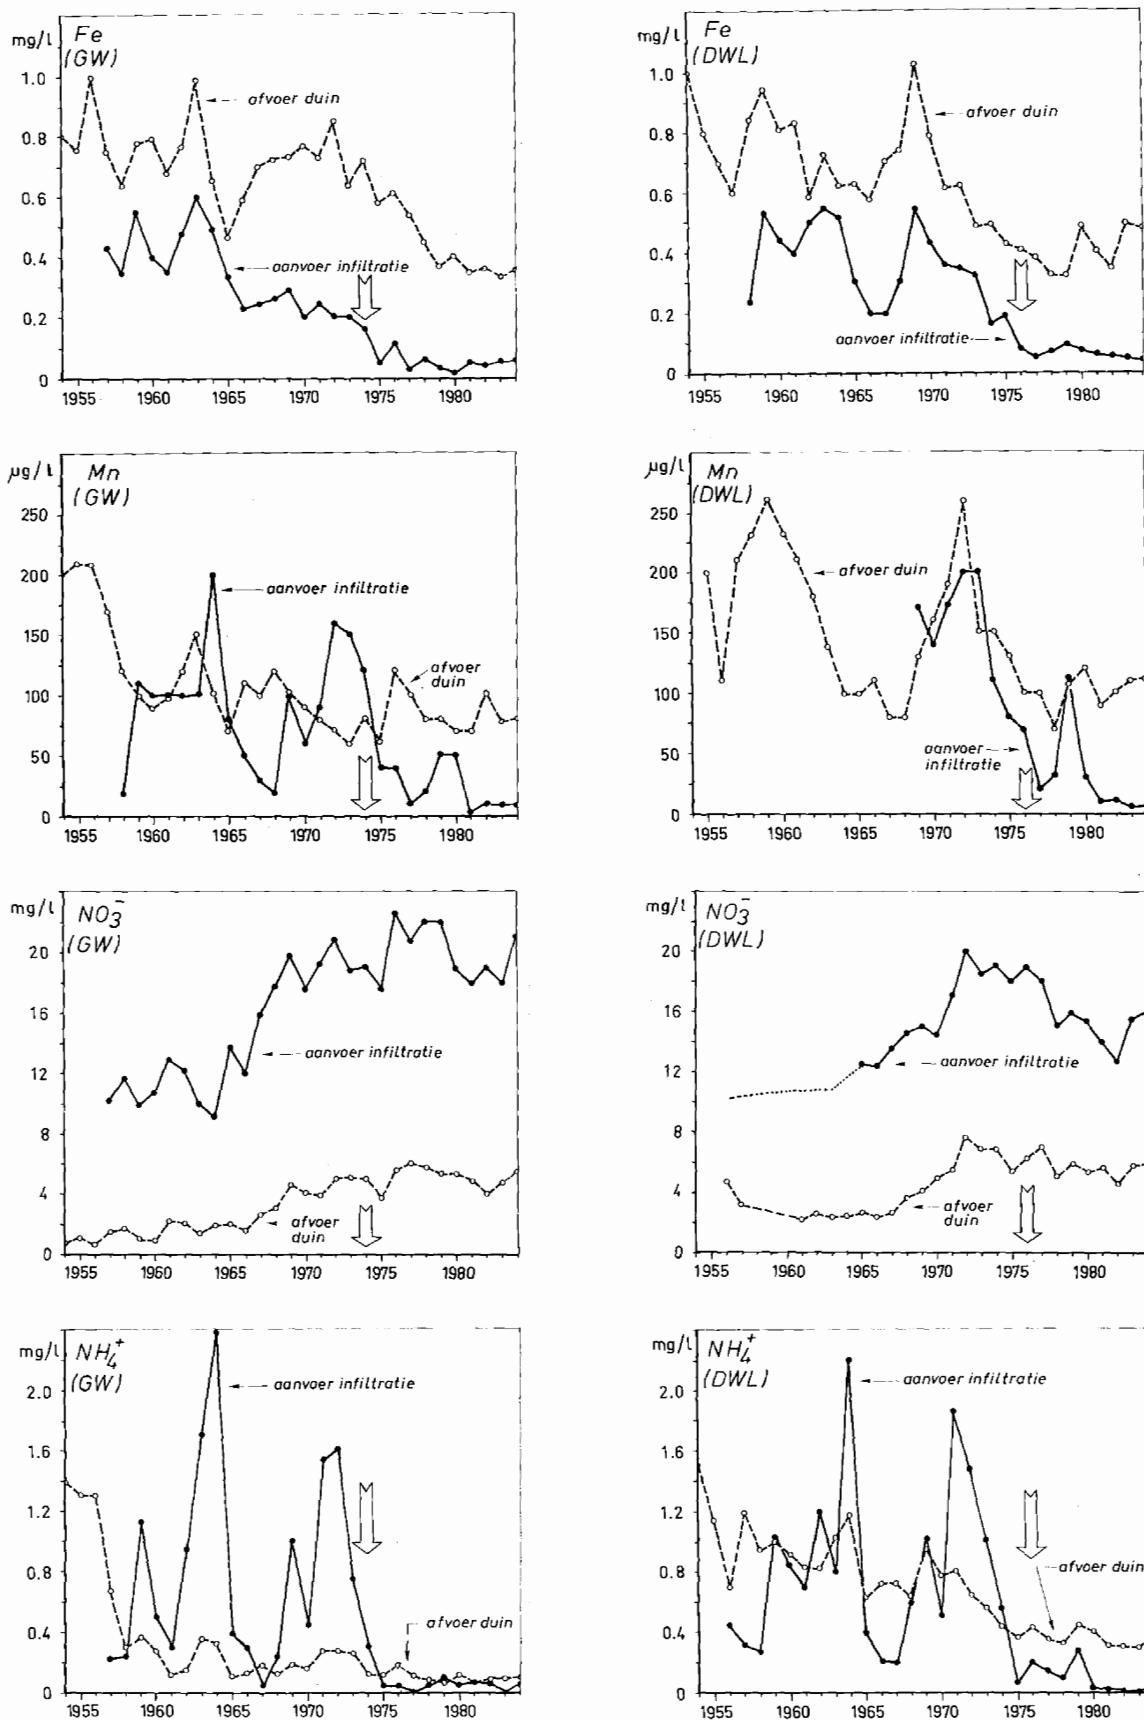 Fe
mg/l
(GW)
1.0
0.8
0.6
0.4
0.2
0
afvoer duin
aanvoer infiltratie
1955 1960 1965 1970 1975 1980
Fe
mg/l
(DWL)
1.0
0.8
0.6
0.4
0.2
0
afvoer duin
aanvoer infiltratie
1955 1960 1965 1970 1975 1980
µg/l
Mn
(GW)
250
200
150
100
50
0
aanvoer infiltratie
afvoer
duin
1955 1960 1965 1970 1975 1980
µg/l
Mn
(DWL)
250
200
150
100
50
0
afvoer duin
aanvoer
infiltratie
1955 1960 1965 1970 1975 1980
mg/l
NO₃⁻
(GW)
20
16
12
8
4
0
aanvoer infiltratie
afvoer
duin
1955 1960 1965 1970 1975 1980
mg/l
NO₃⁻
(DWL)
20
16
12
8
4
0
aanvoer infiltratie
afvoer
duin
1955 1960 1965 1970 1975 1980
mg/l
NH₄⁺
(GW)
2.0
1.6
1.2
0.8
0.4
0
aanvoer infiltratie
afvoer duin
1955 1960 1965 1970 1975 1980
mg/l
NH₄⁺
(DWL)
2.0
1.6
1.2
0.8
0.4
0
aanvoer infiltratie
afvoer duin
1955 1960 1965 1970 1975 1980